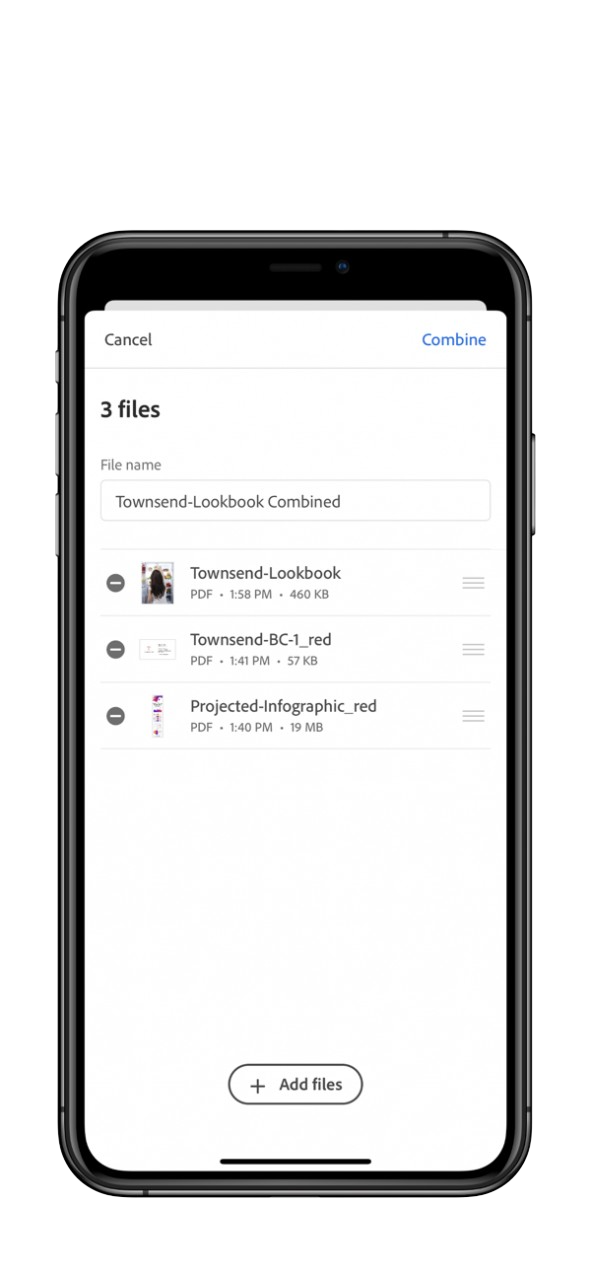 Cancel Combine
3 files
File name
Townsend-Lookbook Combined
Townsend-Lookbook
PDF • 1:58 PM • 460 KB
Townsend-BC-1_red
PDF • 1:41 PM • 57 KB
Projected-Infographic_red
PDF • 1:40 PM • 19 MB
+ Add files